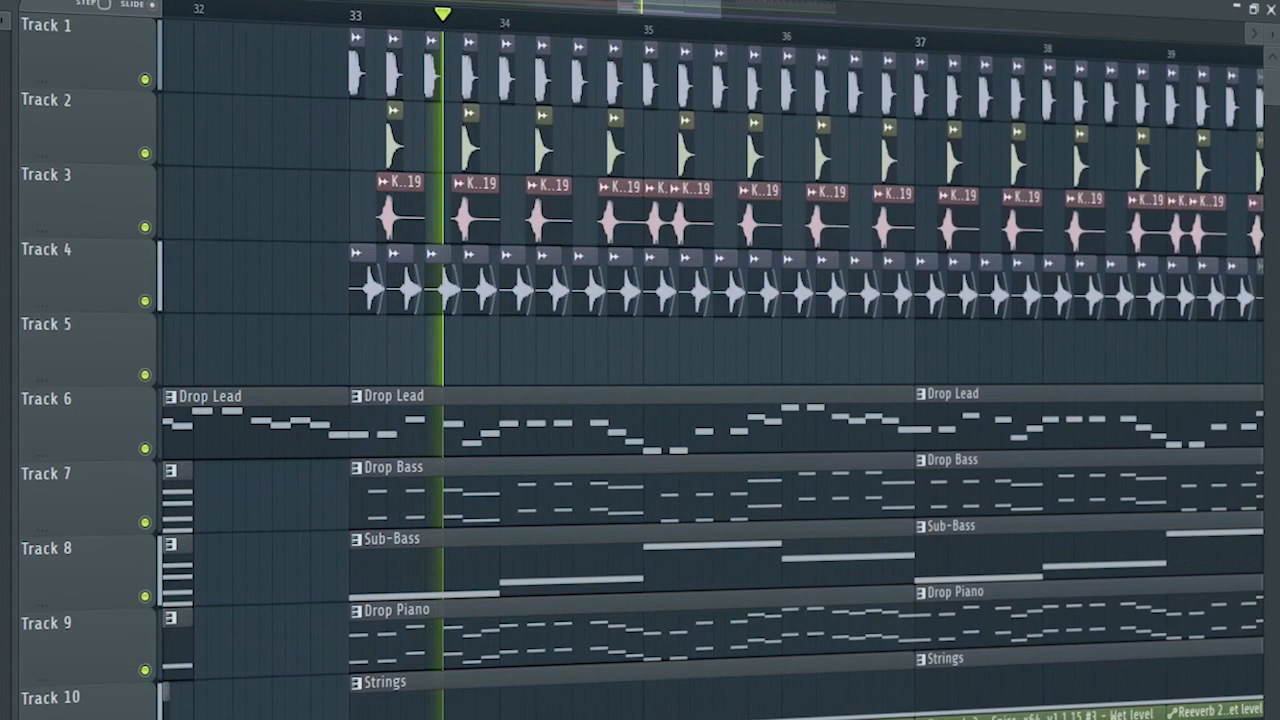 STEP SLIDE
32 33 34 35 36 37 38 39
Track 1
Track 2
Track 3
K..19 K..19 K..19 K..19 K.. K..19 K..19 K..19 K..19 K..19 K..19 K..19 K..19 K.. K..19
Track 4
Track 5
Track 6
Drop Lead Drop Lead Drop Lead
Track 7
Drop Bass Drop Bass
Track 8
Sub-Bass Sub-Bass
Track 9
Drop Piano Drop Piano
Track 10
Strings Strings
- Wet level Reeverb 2..et level